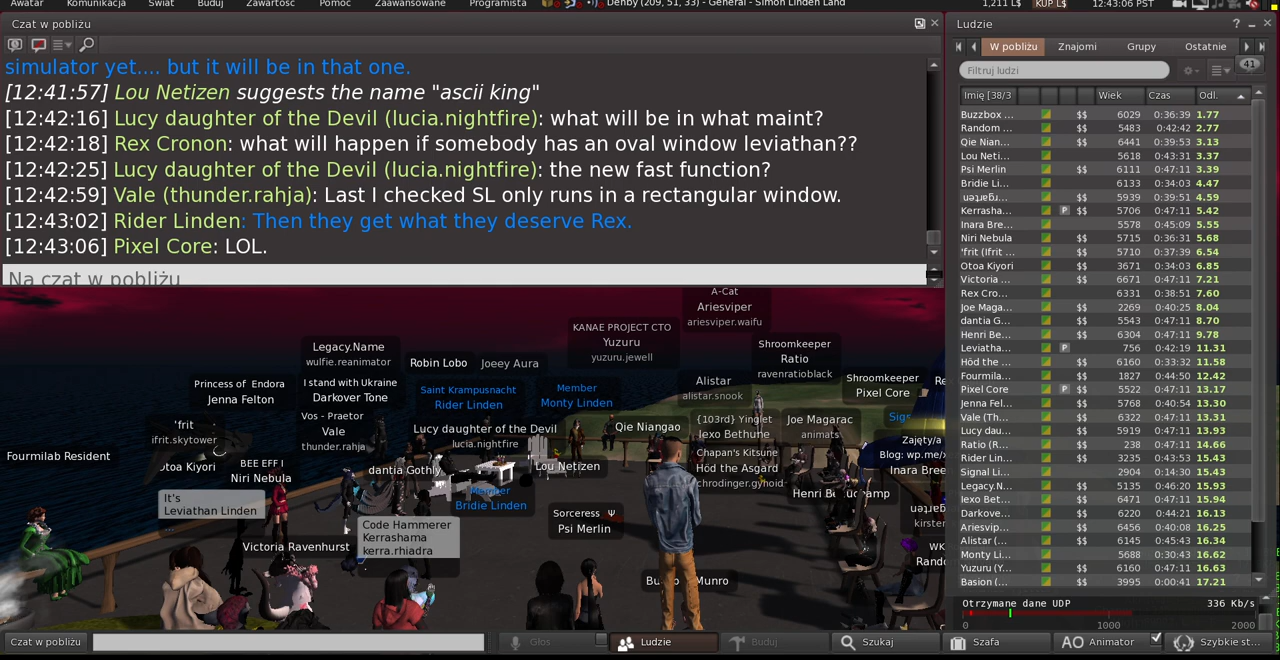 Awatar Komunikacja Świat Buduj Zawartość Pomoc Zaawansowane Programista Denby (209, 51, 33) - General - Simon Linden Land 1,211 L$ KUP L$ 12:43:06 PST
Czat w pobliżu
simulator yet.... but it will be in that one.
[12:41:57] Lou Netizen suggests the name "ascii king"
[12:42:16] Lucy daughter of the Devil (lucia.nightfire): what will be in what maint?
[12:42:18] Rex Cronon: what will happen if somebody has an oval window leviathan??
[12:42:25] Lucy daughter of the Devil (lucia.nightfire): the new fast function?
[12:42:59] Vale (thunder.rahja): Last I checked SL only runs in a rectangular window.
[12:43:02] Rider Linden: Then they get what they deserve Rex.
[12:43:06] Pixel Core: LOL.
Na czat w pobliżu
A-Cat
Ariesviper
ariesviper.waifu
KANAE PROJECT CTO
Yuzuru
yuzuru.jewell
Legacy.Name
wulfie.reanimator
Robin Lobo
Joeey Aura
Shroomkeeper
Ratio
ravenratioblack
Princess of Endora
Jenna Felton
I stand with Ukraine
Darkover Tone
Saint Krampusnacht
Rider Linden
Member
Monty Linden
Alistar
alistar.snook
Shroomkeeper
Pixel Core
Re
Vos - Praetor
Vale
thunder.rahja
'frit
ifrit.skytower
Lucy daughter of the Devil
lucia.nightfire
Qie Niangao
{103rd} Yinglet
Iexo Bethune
Joe Magarac
animats
Sigs
Fourmilab Resident
Otoa Kiyori
BEE EFF I
Niri Nebula
dantia Gothly
Lou Netizen
Chapan's Kitsune
Höd the Asgard
schrodinger.gyhoid
Zajęty/a
Blog: wp.me/x
Inara Bree
It's
Leviathan Linden
Member
Bridie Linden
Henri Beauchamp
Sorceress Ψ
Psi Merlin
kirster
Code Hammerer
Kerrashama
kerra.rhiadra
Victoria Ravenhurst
WK
Rando
Munro
Czat w pobliżu Głos Ludzie Buduj Szukaj Szafa AO Animator Szybkie st...
Ludzie
? _ ×
W pobliżu Znajomi Grupy Ostatnie
Filtruj ludzi 41
Imię [38/3 Wiek Czas Odl.
Buzzbox ... $$ 6029 0:36:39 1.77
Random ... $$ 5483 0:42:42 2.77
Qie Nian... $$ 6441 0:39:53 3.13
Lou Neti... 5618 0:43:31 3.37
Psi Merlin $$ 6111 0:47:11 3.39
Bridie Li... 6133 0:34:03 4.47
$$ 5939 0:39:51 4.59
Kerrasha... P $$ 5706 0:47:11 5.42
Inara Bre... 5578 0:45:09 5.55
Niri Nebula $$ 5715 0:36:31 5.68
'frit (Ifrit ... $$ 5710 0:37:39 6.54
Otoa Kiyori 3671 0:34:03 6.85
Victoria ... $$ 6671 0:47:11 7.21
Rex Cro... 6331 0:38:51 7.60
Joe Maga... $$ 2269 0:40:25 8.04
dantia G... $$ 5543 0:47:11 8.70
Henri Be... $$ 6304 0:47:11 9.78
Leviatha... P 756 0:42:19 11.31
Höd the ... $$ 6160 0:33:32 11.58
Fourmila... $$ 1827 0:44:50 12.42
Pixel Core P $$ 5522 0:47:11 13.17
Jenna Fel... $$ 5768 0:40:54 13.30
Vale (Th... $$ 6322 0:47:11 13.31
Lucy dau... $$ 5919 0:47:11 13.93
Ratio (R... $$ 238 0:47:11 14.66
Rider Lin... $$ 3235 0:43:53 15.43
Signal Li... 2904 0:14:30 15.43
Legacy.N... $$ 5135 0:46:20 15.93
Iexo Bet... $$ 6471 0:47:11 15.94
Darkove... $$ 6220 0:44:21 16.13
Ariesvip... $$ 6456 0:40:08 16.25
Alistar (... $$ 6145 0:45:43 16.34
Monty Li... 5688 0:30:43 16.62
Yuzuru (Y... $$ 6160 0:47:11 16.63
Basion (... $$ 3995 0:00:41 17.21
Otrzymane dane UDP 336 Kb/s
0 1000 2000